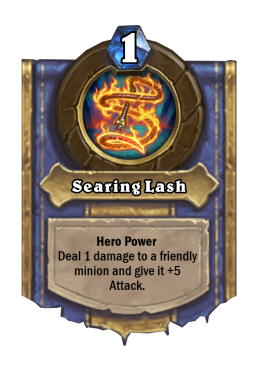 1
Searing Lash
Hero Power
Deal 1 damage to a friendly
minion and give it +5
Attack.